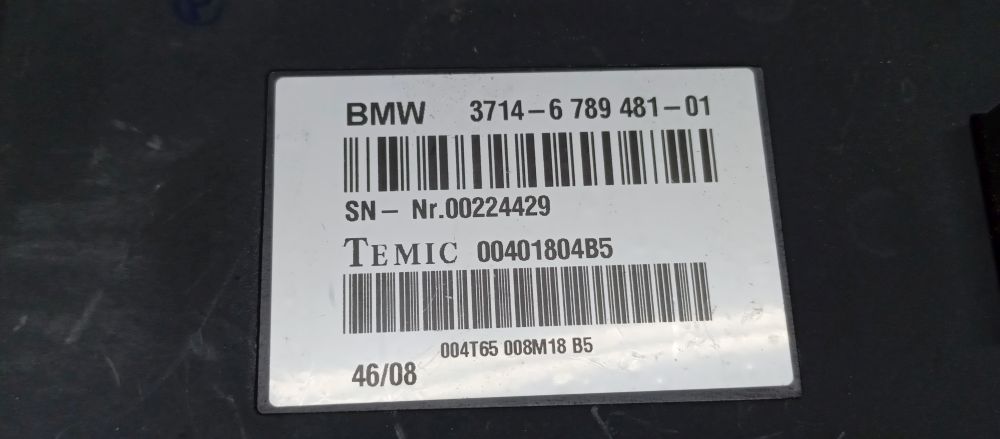 BMW 3714-6 789 481-01
SN- Nr.00224429
TEMIC 00401804B5
004T65 008M18 B5
46/08